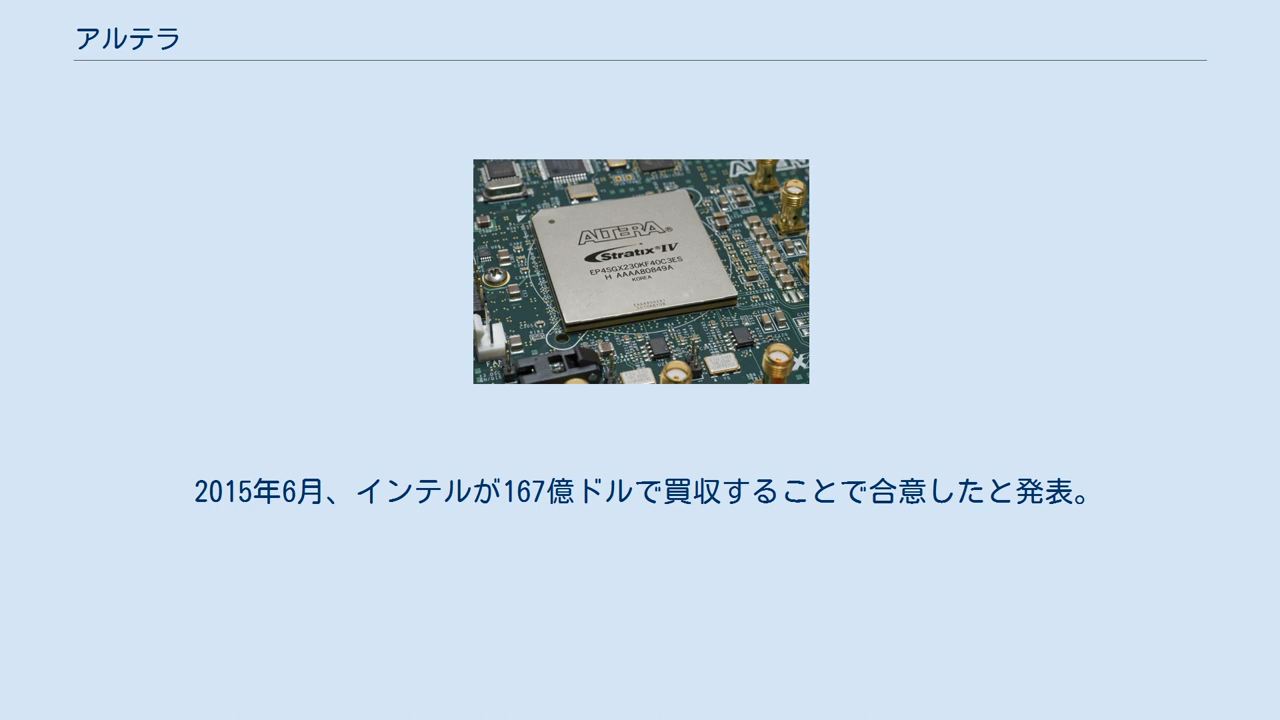 アルテラ
ALTERA®
Stratix® IV
EP4SGX230KF40C3ES
H AAAA80849A
KOREA
2015年6月、インテルが167億ドルで買収することで合意したと発表。